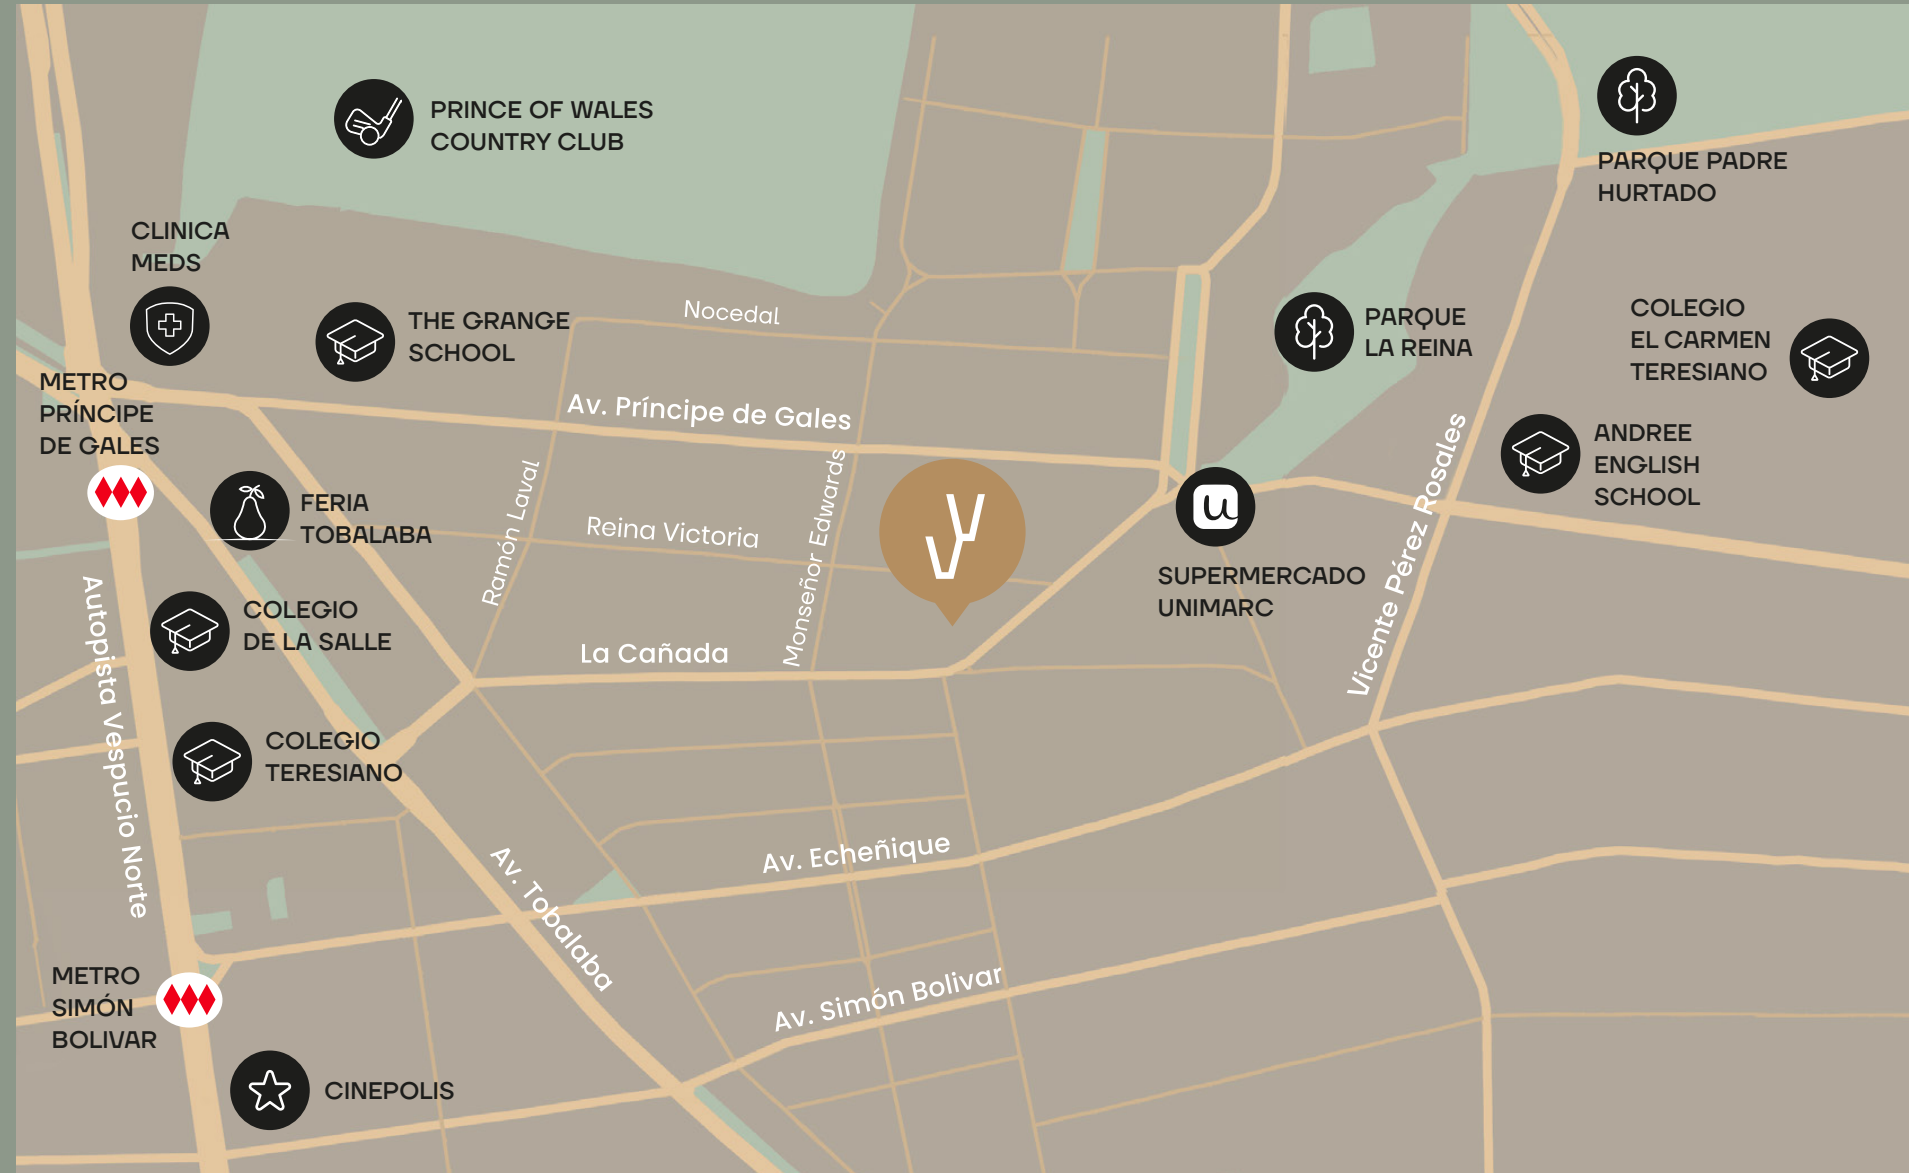 PRINCE OF WALES
COUNTRY CLUB
PARQUE PADRE
HURTADO
CLINICA
MEDS
THE GRANGE
SCHOOL
Nocedal
PARQUE
LA REINA
COLEGIO
EL CARMEN
TERESIANO
METRO
PRÍNCIPE
DE GALES
Av. Príncipe de Gales
ANDREE
ENGLISH
SCHOOL
FERIA
TOBALABA
Ramón Laval
Reina Victoria
Monseñor Edwards
u
SUPERMERCADO
UNIMARC
Vicente Pérez Rosales
COLEGIO
DE LA SALLE
La Cañada
Autopista Vespucio Norte
COLEGIO
TERESIANO
Av. Echeñique
Av. Tobalaba
METRO
SIMÓN
BOLIVAR
Av. Simón Bolivar
CINEPOLIS